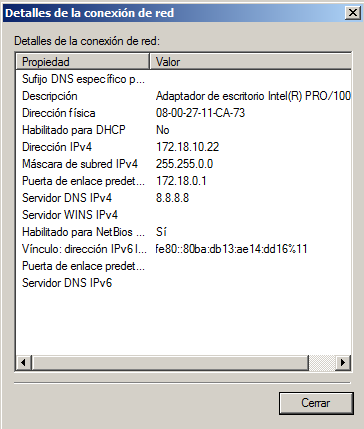 Detalles de la conexión de red
Detalles de la conexión de red:
Propiedad Valor
Sufijo DNS específico p...
Descripción Adaptador de escritorio Intel(R) PRO/100
Dirección física 08-00-27-11-CA-73
Habilitado para DHCP No
Dirección IPv4 172.18.10.22
Máscara de subred IPv4 255.255.0.0
Puerta de enlace predet... 172.18.0.1
Servidor DNS IPv4 8.8.8.8
Servidor WINS IPv4
Habilitado para NetBios ... Sí
Vínculo: dirección IPv6 l... fe80::80ba:db13:ae14:dd16%11
Puerta de enlace predet...
Servidor DNS IPv6
Cerrar